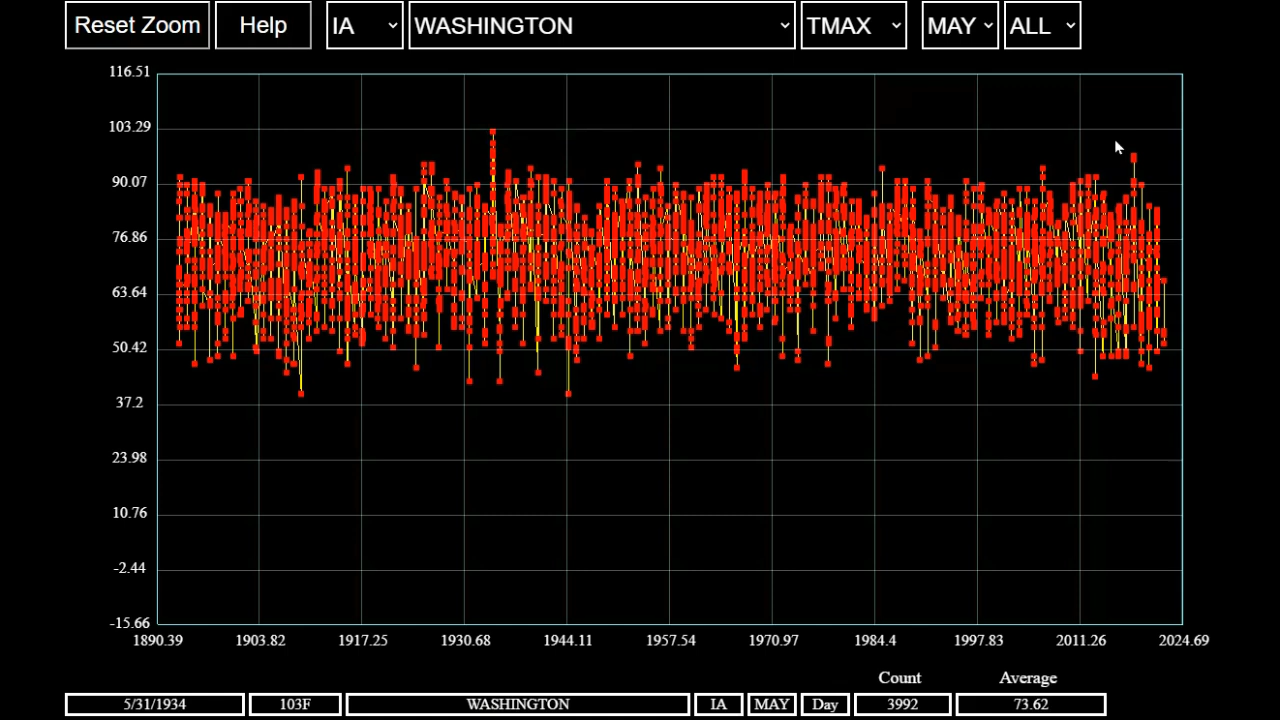 Reset Zoom Help IA WASHINGTON TMAX MAY ALL
116.51
103.29
90.07
76.86
63.64
50.42
37.2
23.98
10.76
-2.44
-15.66
1890.39 1903.82 1917.25 1930.68 1944.11 1957.54 1970.97 1984.4 1997.83 2011.26 2024.69
Count Average
5/31/1934 103F WASHINGTON IA MAY Day 3992 73.62